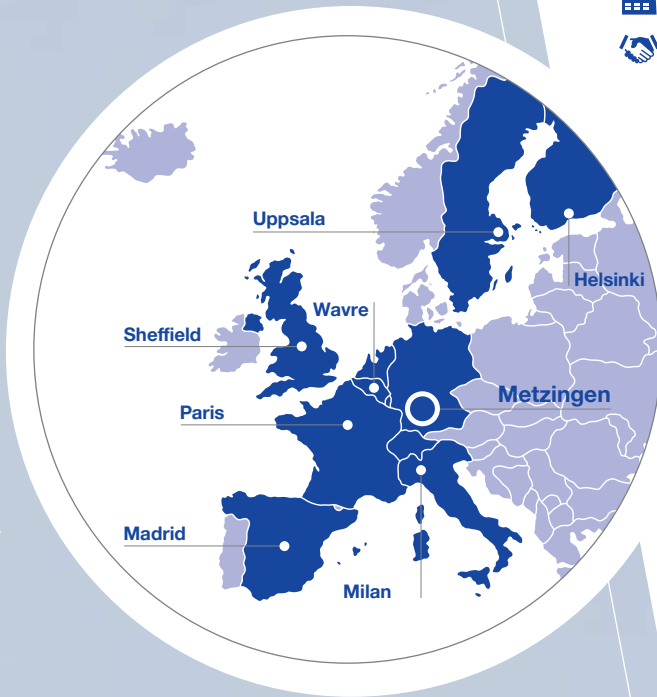 Uppsala
Helsinki
Wavre
Sheffield
Metzingen
Paris
Madrid
Milan